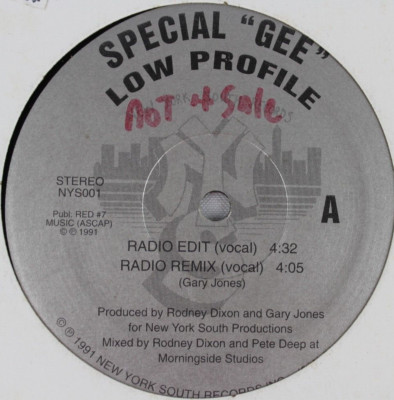 SPECIAL "GEE"
LOW PROFILE
NOT 4 Sale
STEREO
NYS001
A
Publ: RED #7
MUSIC (ASCAP)
© ℗ 1991
RADIO EDIT (vocal) 4:32
RADIO REMIX (vocal) 4:05
(Gary Jones)
Produced by Rodney Dixon and Gary Jones
for New York South Productions
Mixed by Rodney Dixon and Pete Deep at
Morningside Studios
© ℗ 1991 NEW YORK SOUTH RECORDS